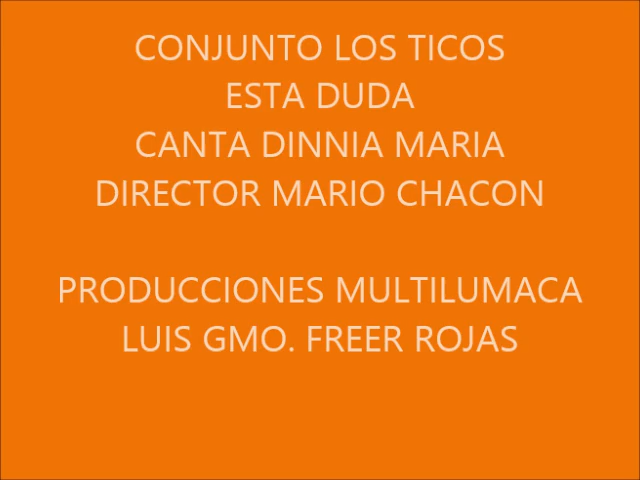 CONJUNTO LOS TICOS
ESTA DUDA
CANTA DINNIA MARIA
DIRECTOR MARIO CHACON
PRODUCCIONES MULTILUMACA
LUIS GMO. FREER ROJAS